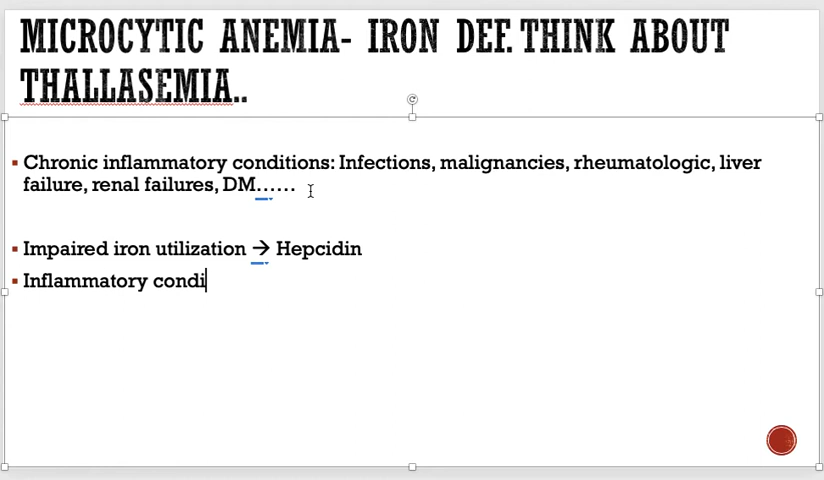 MICROCYTIC ANEMIA- IRON DEF. THINK ABOUT
THALLASEMIA..
▪ Chronic inflammatory conditions: Infections, malignancies, rheumatologic, liver
failure, renal failures, DM......
▪ Impaired iron utilization → Hepcidin
▪ Inflammatory condi